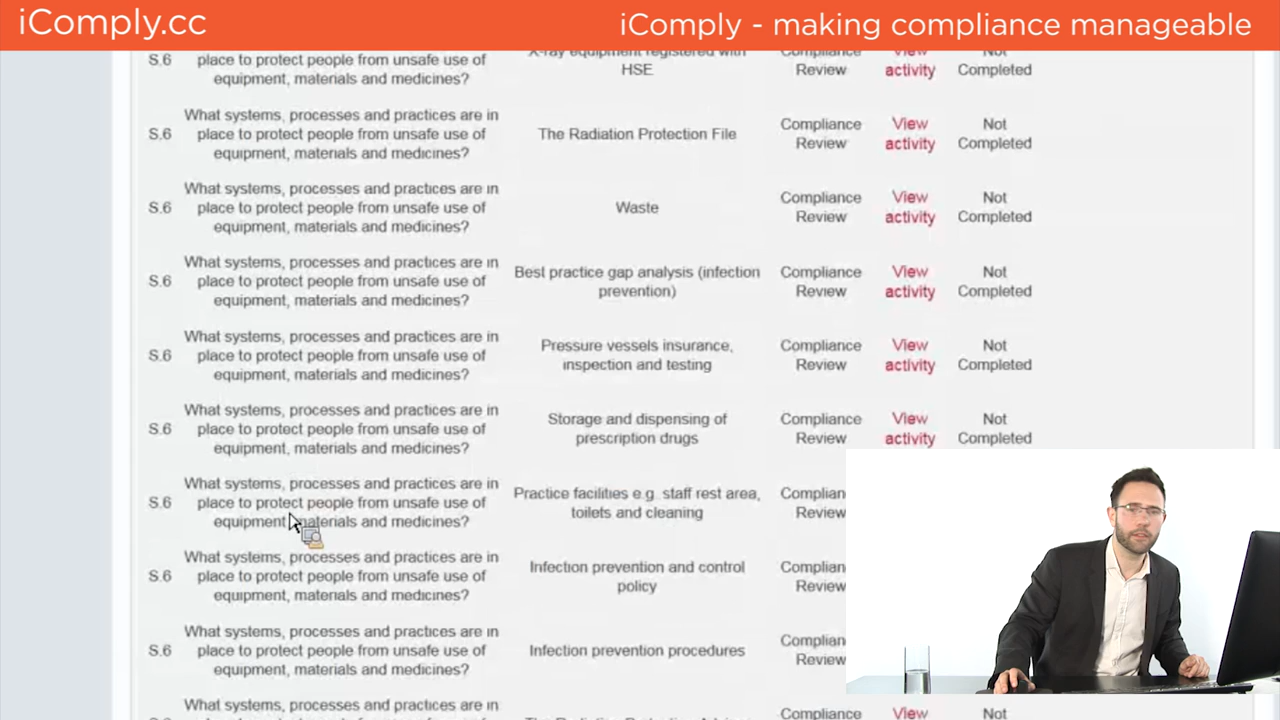 iComply.cc
iComply - making compliance manageable
X-ray equipment registered with
Compliance
View
Not
S.6
place to protect people from unsafe use of
HSE
Review
activity
Completed
equipment, materials and medicines?
What systems, processes and practices are in
S.6
place to protect people from unsafe use of
equipment, materials and medicines?
The Radiation Protection File
Compliance
Review
View
activity
Not
Completed
What systems, processes and practices are in
S.6
place to protect people from unsafe use of
equipment, materials and medicines?
Waste
Compliance
Review
View
activity
Not
Completed
What systems, processes and practices are in
S.6
place to protect people from unsafe use of
equipment, materials and medicines?
Best practice gap analysis (infection
prevention)
Compliance
Review
View
activity
Not
Completed
What systems, processes and practices are in
S.6
place to protect people from unsafe use of
equipment, materials and medicines?
Pressure vessels insurance,
inspection and testing
Compliance
Review
View
activity
Not
Completed
What systems, processes and practices are in
S.6
place to protect people from unsafe use of
equipment, materials and medicines?
Storage and dispensing of
prescription drugs
Compliance
Review
View
activity
Not
Completed
What systems, processes and practices are in
S.6
place to protect people from unsafe use of
equipment, materials and medicines?
Practice facilities e.g. staff rest area,
toilets and cleaning
Complian
Review
What systems, processes and practices are in
S.6
place to protect people from unsafe use of
equipment, materials and medicines?
Infection prevention and control
policy
Complian
Review
What systems, processes and practices are in
S.6
place to protect people from unsafe use of
equipment, materials and medicines?
Infection prevention procedures
Complian
Review
What systems, processes and practices are in
The Radiation Protection
Compliance
View
Not